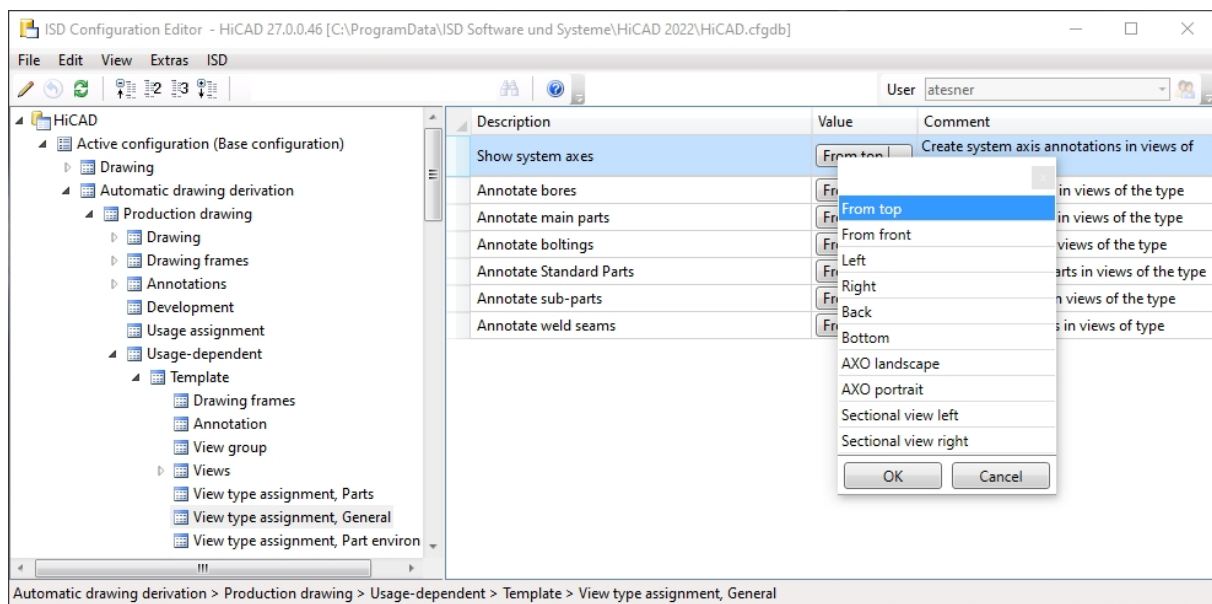 ISD Configuration Editor - HiCAD 27.0.0.46 [C:\ProgramData\ISD Software und Systeme\HiCAD 2022\HiCAD.cfgdb]
File Edit View Extras ISD
User atesner
HiCAD
Active configuration (Base configuration)
Drawing
Automatic drawing derivation
Production drawing
Drawing
Drawing frames
Annotations
Development
Usage assignment
Usage-dependent
Template
Drawing frames
Annotation
View group
Views
View type assignment, Parts
View type assignment, General
View type assignment, Part environ
Description Value Comment
Show system axes From top Create system axis annotations in views of
Annotate bores in views of the type
Annotate main parts in views of the type
Annotate boltings views of the type
Annotate Standard Parts arts in views of the type
Annotate sub-parts views of the type
Annotate weld seams in views of type
From top
From front
Left
Right
Back
Bottom
AXO landscape
AXO portrait
Sectional view left
Sectional view right
OK Cancel
Automatic drawing derivation > Production drawing > Usage-dependent > Template > View type assignment, General